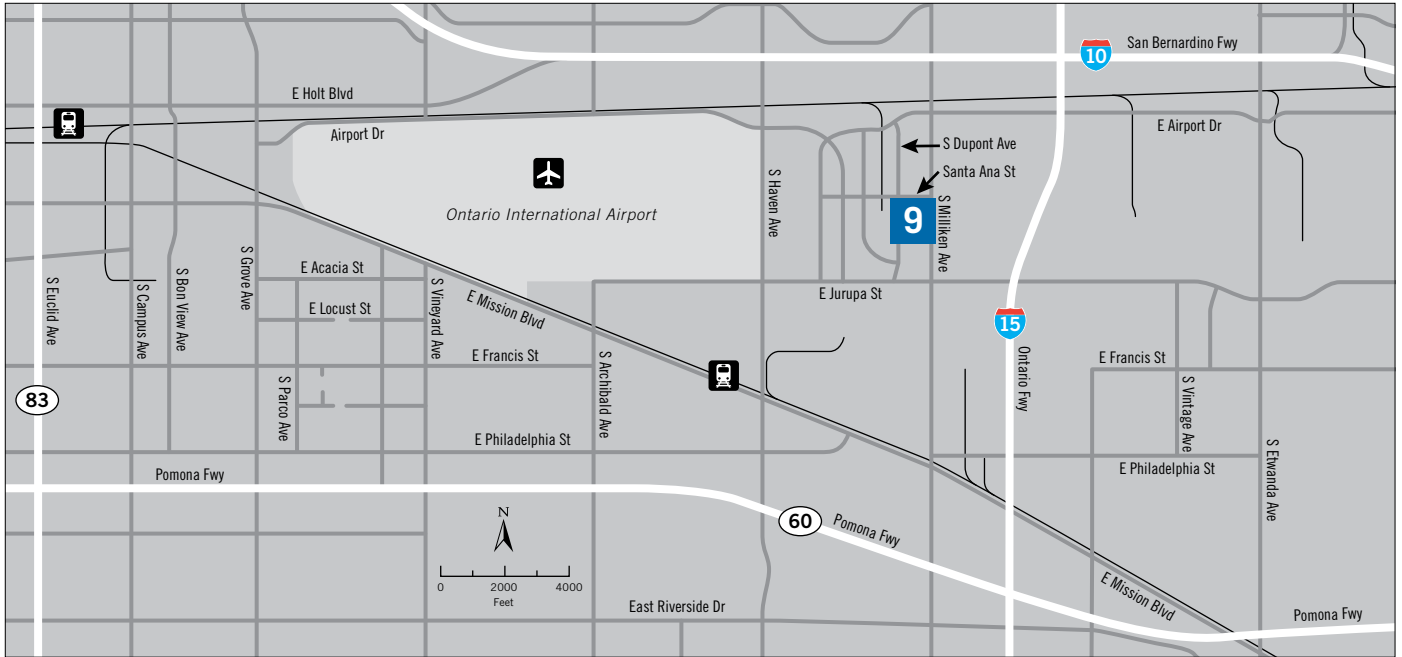 San Bernardino Fwy
10
E Holt Blvd
Airport Dr
E Airport Dr
S Dupont Ave
Santa Ana St
Ontario International Airport
S Haven Ave
9
S Milliken Ave
S Euclid Ave
S Campus Ave
S Bon View Ave
S Grove Ave
E Acacia St
E Locust St
S Vineyard Ave
E Mission Blvd
E Jurupa St
15
Ontario Fwy
E Francis St
E Francis St
S Parco Ave
S Archibald Ave
S Vintage Ave
83
E Philadelphia St
E Philadelphia St
S Etwanda Ave
Pomona Fwy
N
0 2000 4000
Feet
60
Pomona Fwy
E Mission Blvd
East Riverside Dr
Pomona Fwy